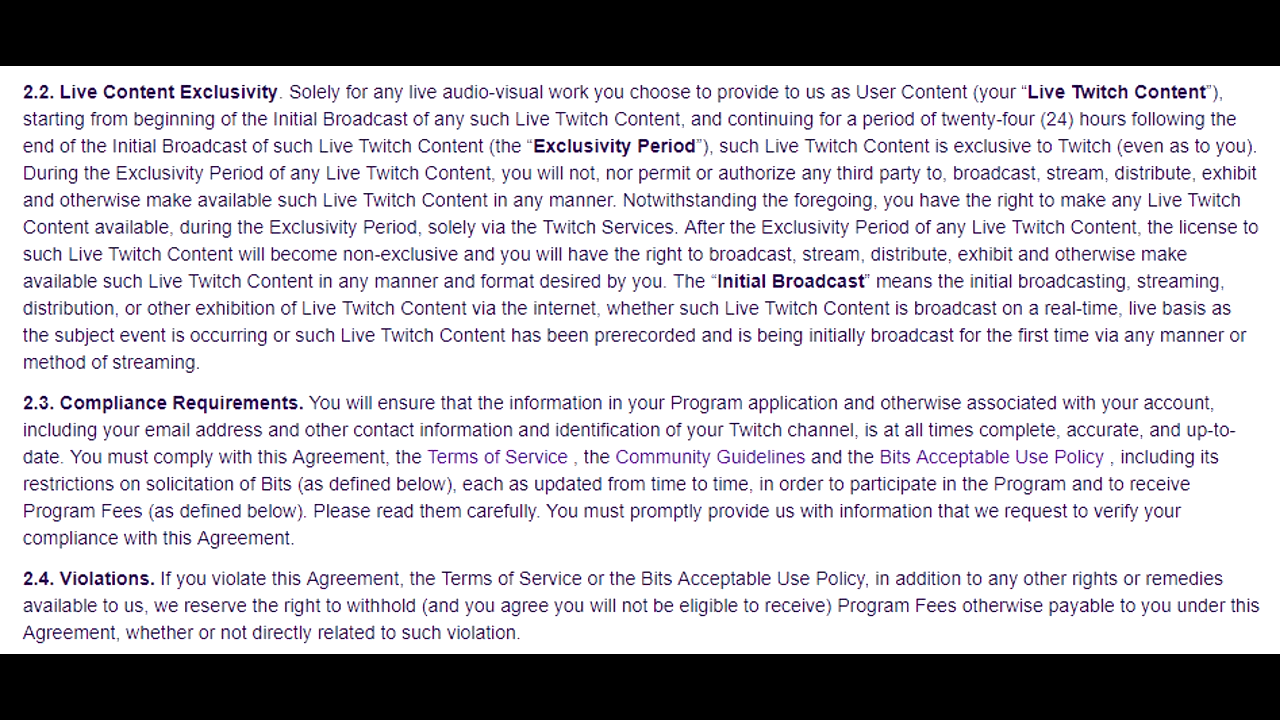 2.2. Live Content Exclusivity. Solely for any live audio-visual work you choose to provide to us as User Content (your “Live Twitch Content”),
starting from beginning of the Initial Broadcast of any such Live Twitch Content, and continuing for a period of twenty-four (24) hours following the
end of the Initial Broadcast of such Live Twitch Content (the “Exclusivity Period”), such Live Twitch Content is exclusive to Twitch (even as to you).
During the Exclusivity Period of any Live Twitch Content, you will not, nor permit or authorize any third party to, broadcast, stream, distribute, exhibit
and otherwise make available such Live Twitch Content in any manner. Notwithstanding the foregoing, you have the right to make any Live Twitch
Content available, during the Exclusivity Period, solely via the Twitch Services. After the Exclusivity Period of any Live Twitch Content, the license to
such Live Twitch Content will become non-exclusive and you will have the right to broadcast, stream, distribute, exhibit and otherwise make
available such Live Twitch Content in any manner and format desired by you. The “Initial Broadcast” means the initial broadcasting, streaming,
distribution, or other exhibition of Live Twitch Content via the internet, whether such Live Twitch Content is broadcast on a real-time, live basis as
the subject event is occurring or such Live Twitch Content has been prerecorded and is being initially broadcast for the first time via any manner or
method of streaming.
2.3. Compliance Requirements. You will ensure that the information in your Program application and otherwise associated with your account,
including your email address and other contact information and identification of your Twitch channel, is at all times complete, accurate, and up-to-
date. You must comply with this Agreement, the Terms of Service , the Community Guidelines and the Bits Acceptable Use Policy , including its
restrictions on solicitation of Bits (as defined below), each as updated from time to time, in order to participate in the Program and to receive
Program Fees (as defined below). Please read them carefully. You must promptly provide us with information that we request to verify your
compliance with this Agreement.
2.4. Violations. If you violate this Agreement, the Terms of Service or the Bits Acceptable Use Policy, in addition to any other rights or remedies
available to us, we reserve the right to withhold (and you agree you will not be eligible to receive) Program Fees otherwise payable to you under this
Agreement, whether or not directly related to such violation.